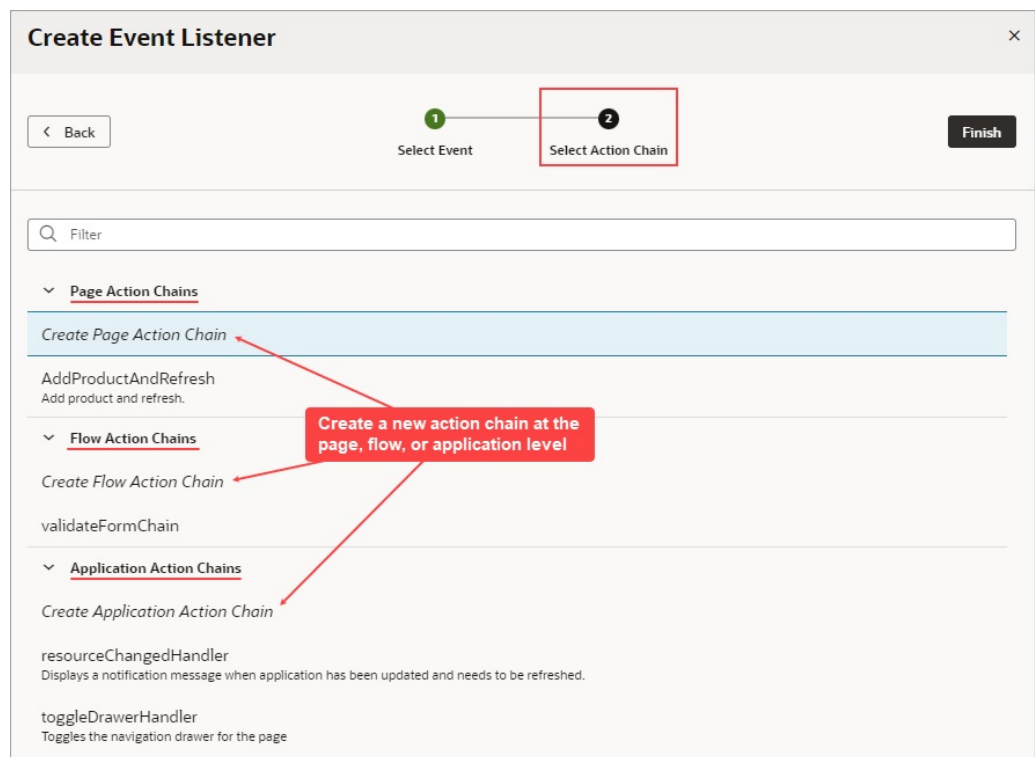 Create Event Listener
×
< Back
1
2
Select Event
Select Action Chain
Finish
Filter
Page Action Chains
Create Page Action Chain
AddProductAndRefresh
Add product and refresh.
Create a new action chain at the
page, flow, or application level
Flow Action Chains
Create Flow Action Chain
validateFormChain
Application Action Chains
Create Application Action Chain
resourceChangedHandler
Displays a notification message when application has been updated and needs to be refreshed.
toggleDrawerHandler
Toggles the navigation drawer for the page